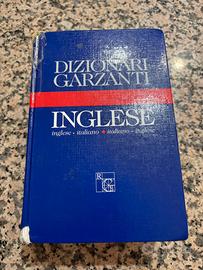 DIZIONARI
GARZANTI
INGLESE
inglese • italiano • italiano • inglese